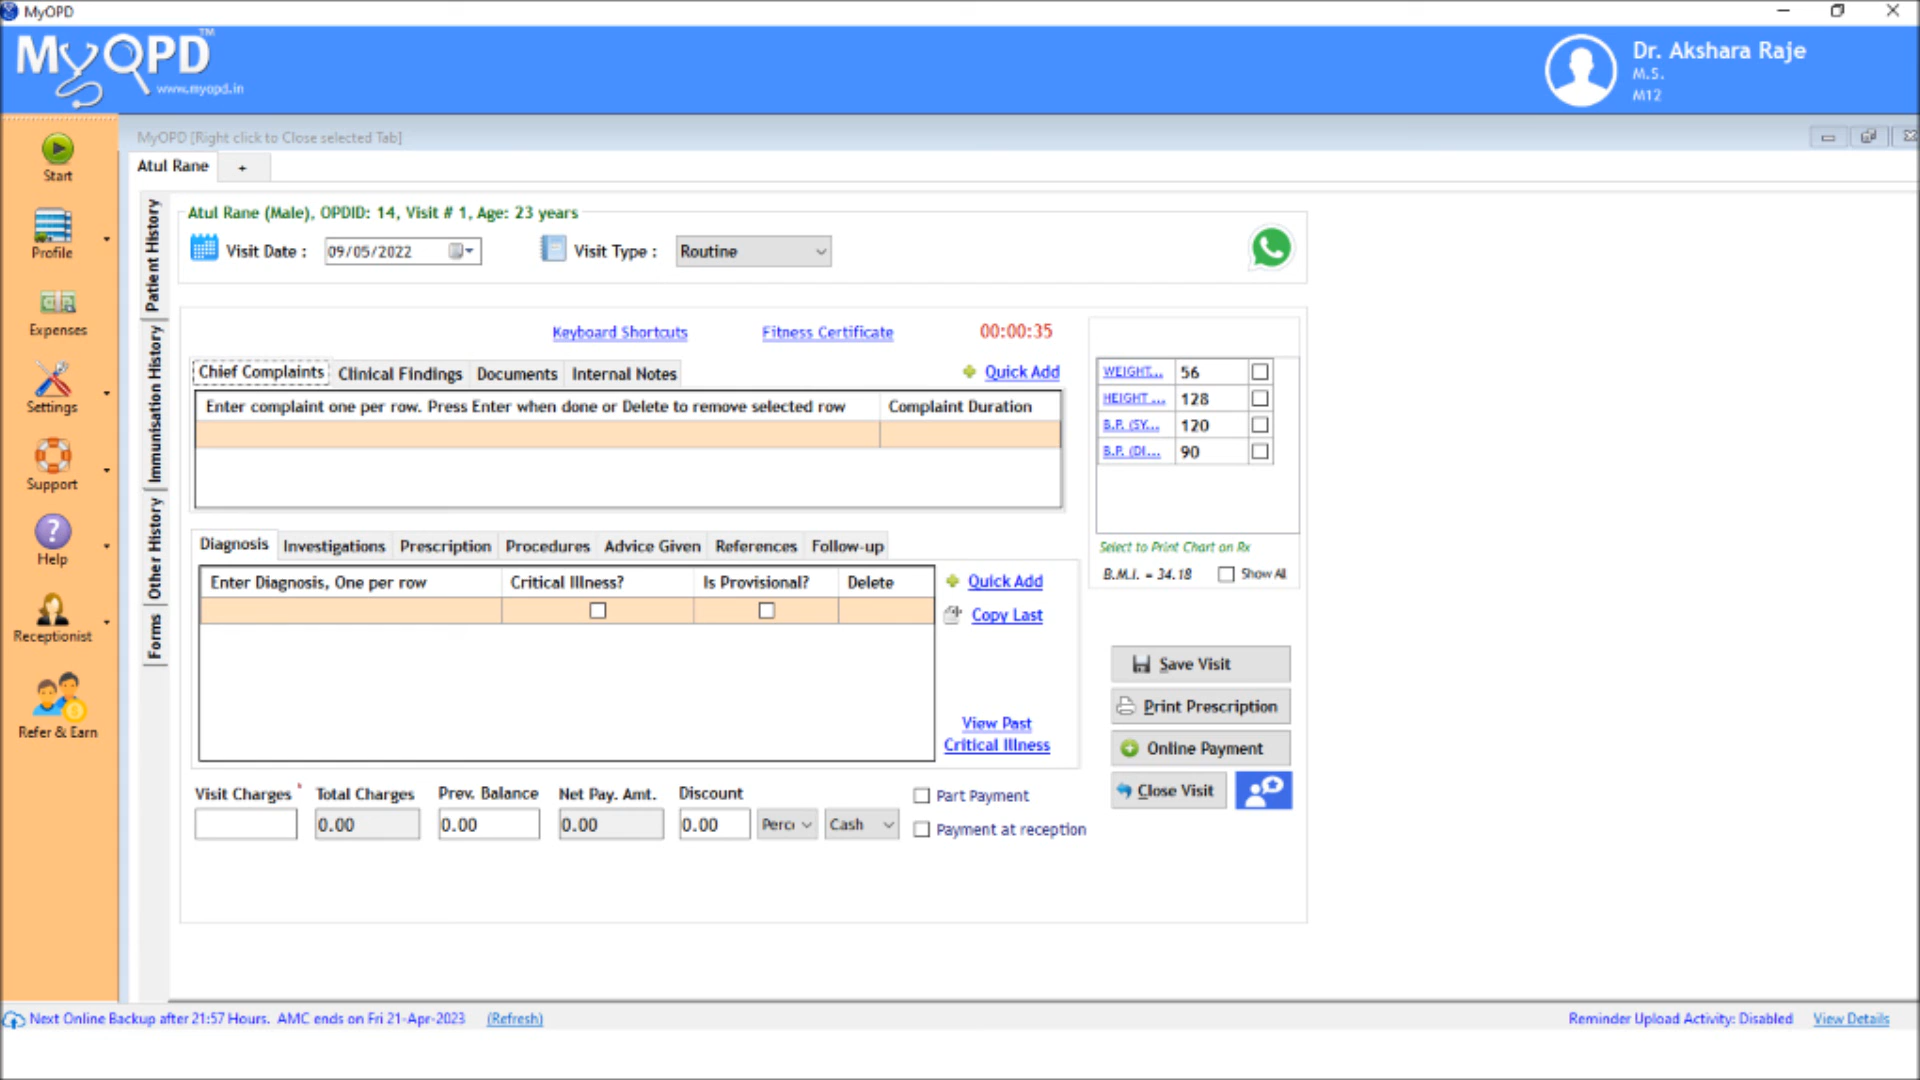 MyOPD
MyOPD™
www.myopd.in
Dr. Akshara Raje
M.S.
M12
Start
Profile
Expenses
Settings
Support
Help
Receptionist
Refer & Earn
MyOPD [Right click to Close selected Tab]
Atul Rane
+
Patient History
Immunisation History
Other History
Forms
Atul Rane (Male), OPDID: 14, Visit # 1, Age: 23 years
Visit Date : 09/05/2022 Visit Type : Routine
Keyboard Shortcuts Fitness Certificate 00:00:35
Chief Complaints Clinical Findings Documents Internal Notes Quick Add
Enter complaint one per row. Press Enter when done or Delete to remove selected row Complaint Duration
WEIGHT... 56
HEIGHT ... 128
B.P. (SY... 120
B.P. (DI... 90
Select to Print Chart on Rx
B.M.I. = 34.18 Show All
Diagnosis Investigations Prescription Procedures Advice Given References Follow-up
Enter Diagnosis, One per row Critical Illness? Is Provisional? Delete
Quick Add
Copy Last
View Past
Critical Illness
Save Visit
Print Prescription
Online Payment
Close Visit
Visit Charges * Total Charges Prev. Balance Net Pay. Amt. Discount
0.00 0.00 0.00 0.00 Perc Cash
Part Payment
Payment at reception
Next Online Backup after 21:57 Hours. AMC ends on Fri 21-Apr-2023 (Refresh)
Reminder Upload Activity: Disabled View Details